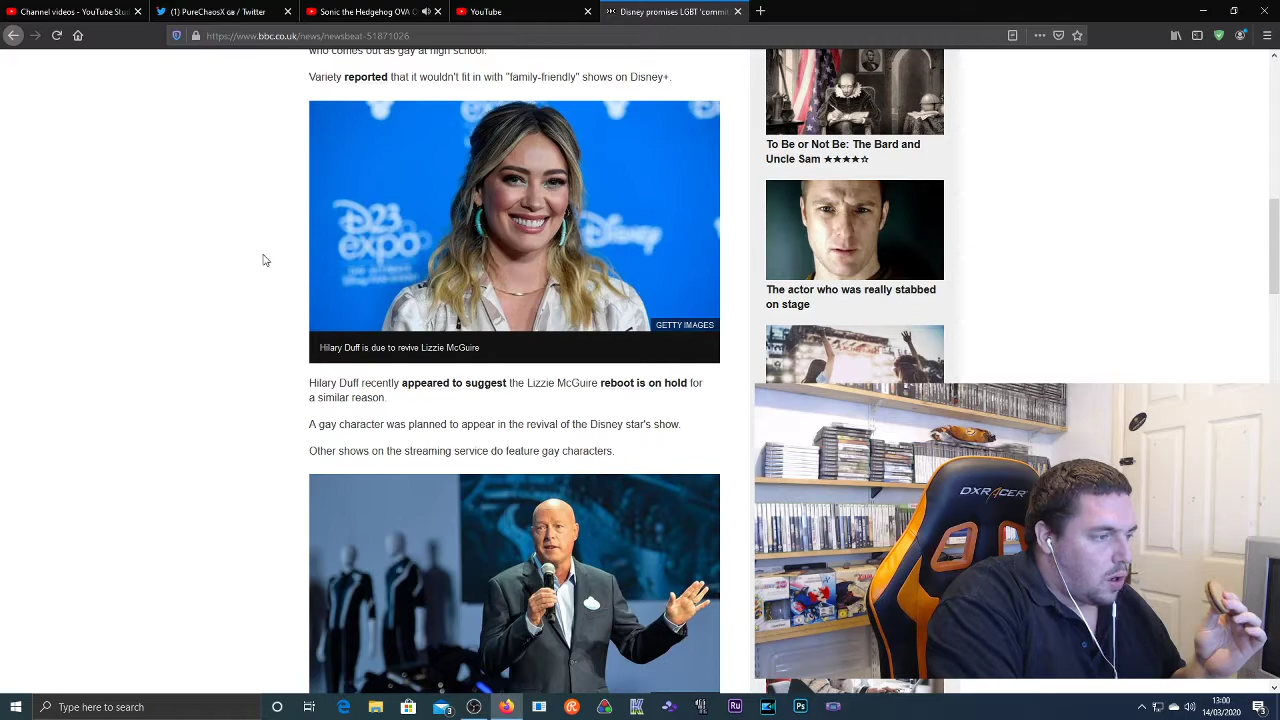 Channel videos - YouTube Stud
(1) PureChaosX / Twitter
Sonic the Hedgehog OVA C
YouTube
Disney promises LGBT 'commit
https://www.bbc.co.uk/news/newsbeat-51871026
who comes out as gay at high school.
Variety reported that it wouldn't fit in with "family-friendly" shows on Disney+.
D23
expo
Disney
GETTY IMAGES
Hilary Duff is due to revive Lizzie McGuire
Hilary Duff recently appeared to suggest the Lizzie McGuire reboot is on hold for
a similar reason.
A gay character was planned to appear in the revival of the Disney star's show.
Other shows on the streaming service do feature gay characters.
To Be or Not Be: The Bard and
Uncle Sam ★★★★☆
The actor who was really stabbed
on stage
DXRACER
Type here to search
3
Ru
Ps
13:00
14/03/2020